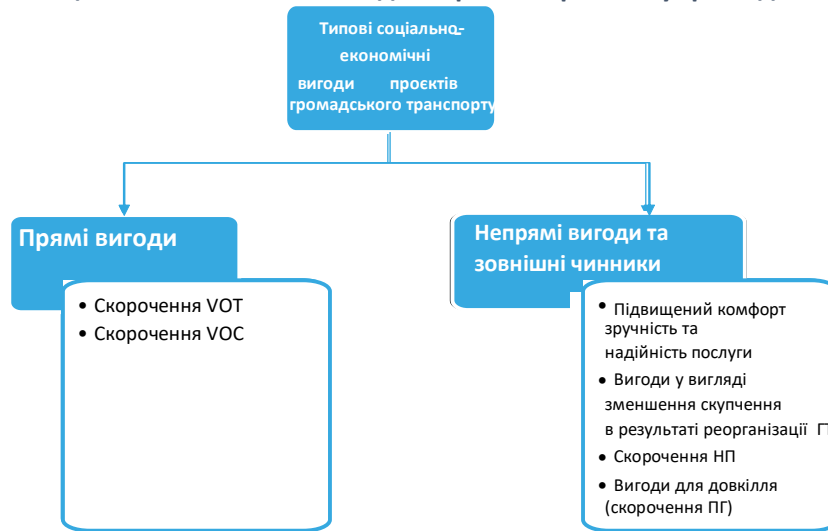 Типові соціально-
економічні
вигоди проєктів
громадського транспорту
Прямі вигоди
• Скорочення VOT
• Скорочення VOC
Непрямі вигоди та
зовнішні чинники
• Підвищений комфорт
зручність та
надійність послуги
• Вигоди у вигляді
зменшення скупчення
в результаті реорганізації
• Скорочення НП
• Вигоди для довкілля
(скорочення ПГ)